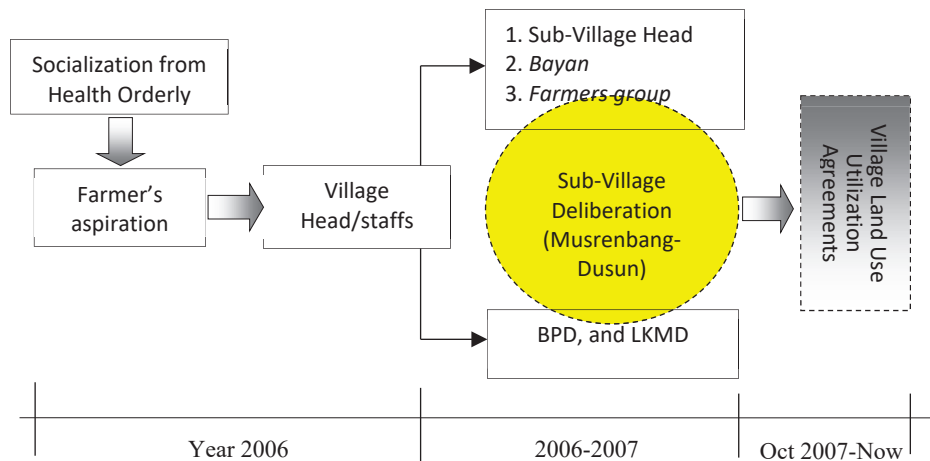 Socialization from
Health Orderly
Farmer's
aspiration
Village
Head/staffs
1. Sub-Village Head
2. Bayan
3. Farmers group
Sub-Village
Deliberation
(Musrenbang-
Dusun)
BPD, and LKMD
Village Land Use
Utilization
Agreements
Year 2006
2006-2007
Oct 2007-Now